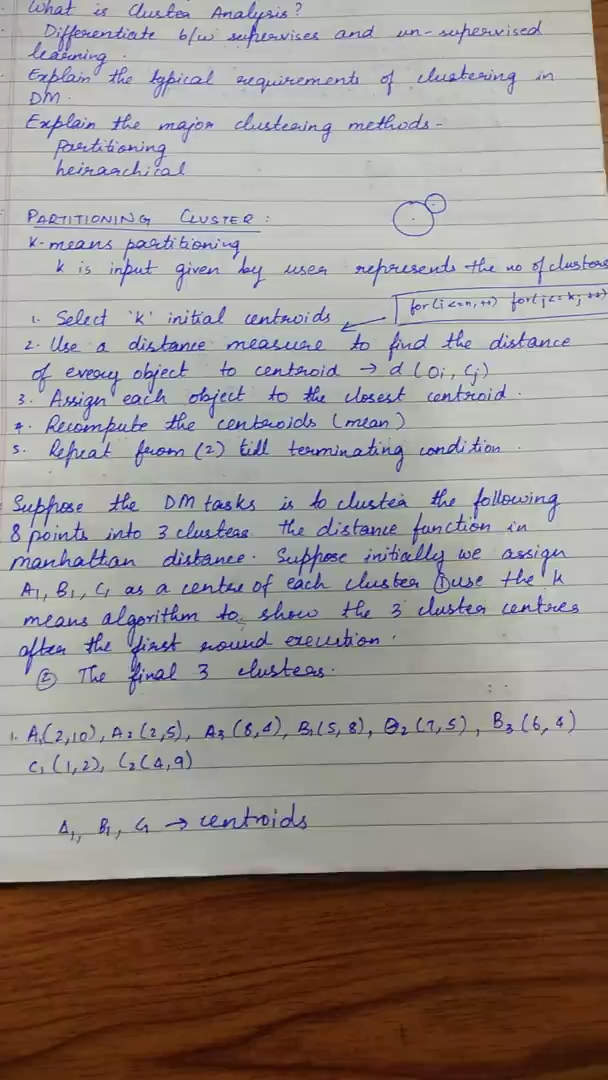 What is Cluster Analysis?
Differentiate b/w supervises and un-supervised
learning.
Explain the typical requirements of clustering in
DM.
Explain the major clustering methods-
Partitioning
heirarchical
PARTITIONING CLUSTER:
K-means partitioning
K is input given by user represents the no of clusters
for(i<=n,++) for(j<=k;++)
1. Select 'k' initial centroids
2. Use a distance measure to find the distance
of every object to centroid → d(Oi, Cj)
3. Assign each object to the closest centroid.
4. Recompute the centroids (mean)
5. Repeat from (2) till terminating condition.
Suppose the DM tasks is to cluster the following
8 points into 3 clusters the distance function in
manhattan distance. Suppose initially we assign
A1, B1, C1 as a centre of each cluster ① use the k
means algorithm to show the 3 cluster centres
after the first round execution.
② The final 3 clusters.
1. A1(2,10), A2(2,5), A3(8,4), B1(5,8), B2(7,5), B3(6,4)
C1(1,2), C2(4,9)
A1, B1, C1 → centroids